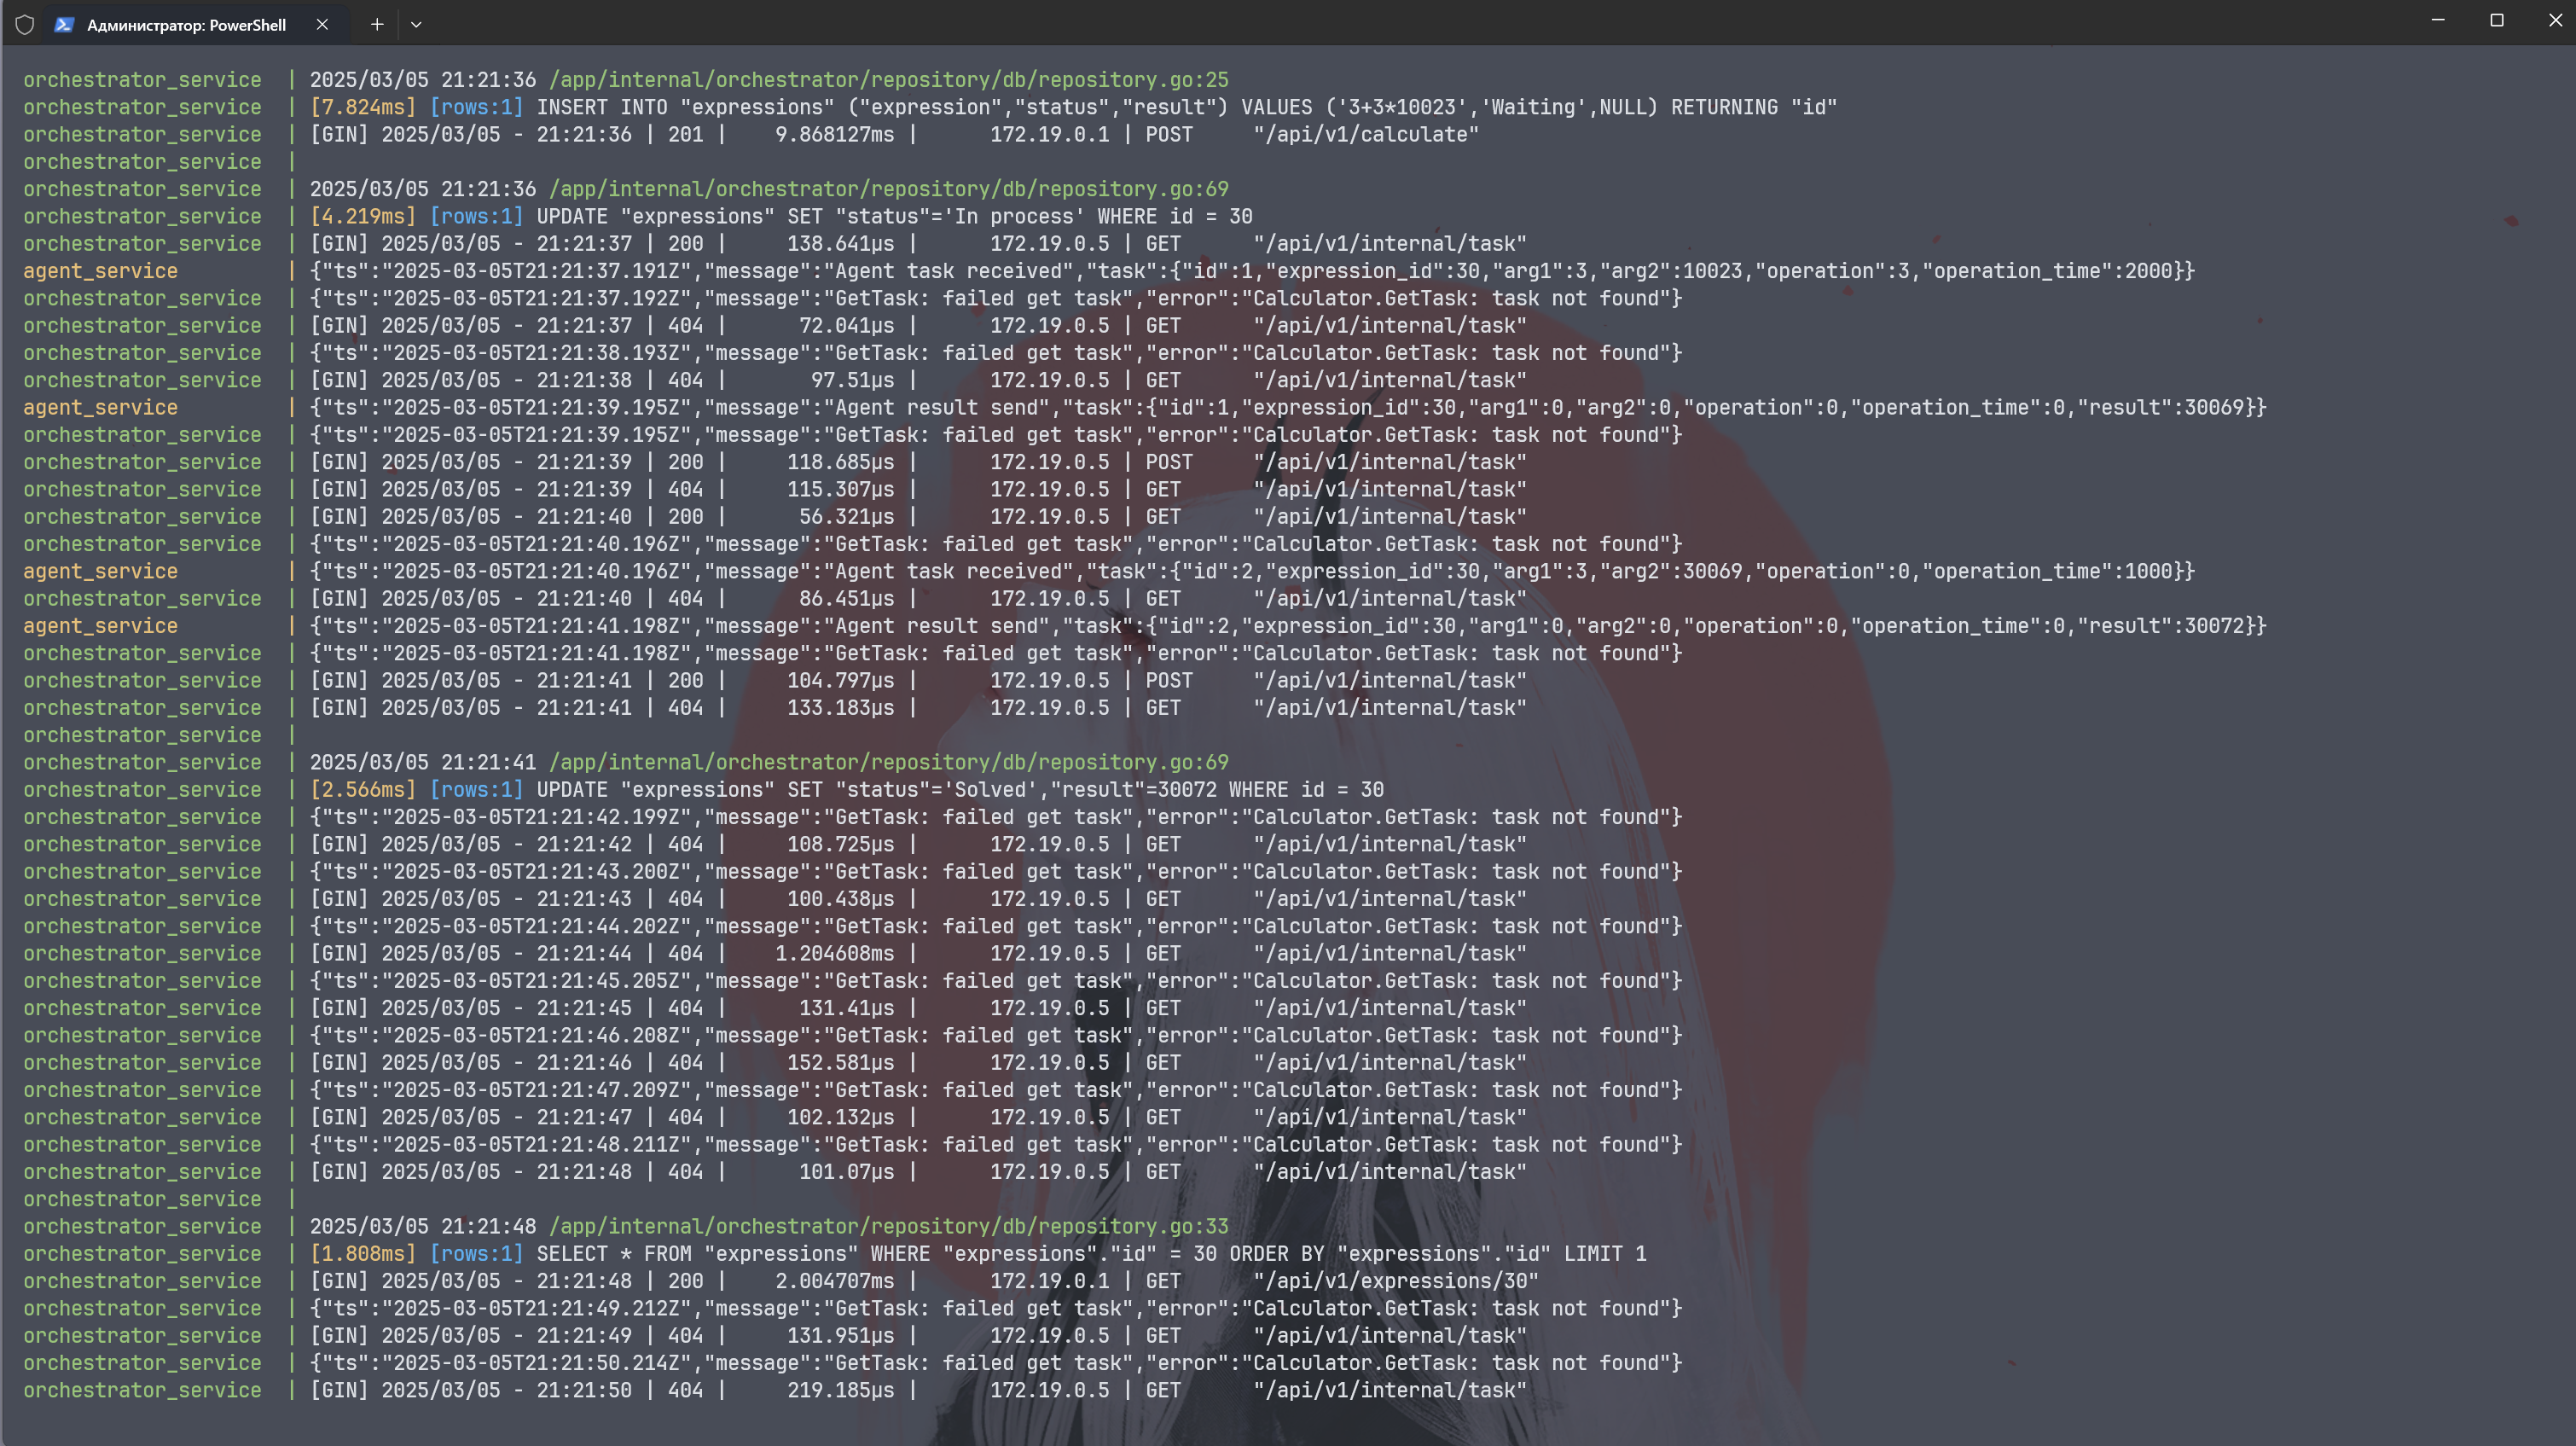 Администратор: PowerShell
orchestrator_service | 2025/03/05 21:21:36 /app/internal/orchestrator/repository/db/repository.go:25
orchestrator_service | [7.824ms] [rows:1] INSERT INTO "expressions" ("expression","status","result") VALUES ('3+3*10023','Waiting',NULL) RETURNING "id"
orchestrator_service | [GIN] 2025/03/05 - 21:21:36 | 201 | 9.868127ms | 172.19.0.1 | POST "/api/v1/calculate"
orchestrator_service |
orchestrator_service | 2025/03/05 21:21:36 /app/internal/orchestrator/repository/db/repository.go:69
orchestrator_service | [4.219ms] [rows:1] UPDATE "expressions" SET "status"='In process' WHERE id = 30
orchestrator_service | [GIN] 2025/03/05 - 21:21:37 | 200 | 138.641µs | 172.19.0.5 | GET "/api/v1/internal/task"
agent_service | {"ts":"2025-03-05T21:21:37.191Z","message":"Agent task received","task":{"id":1,"expression_id":30,"arg1":3,"arg2":10023,"operation":3,"operation_time":2000}}
orchestrator_service | {"ts":"2025-03-05T21:21:37.192Z","message":"GetTask: failed get task","error":"Calculator.GetTask: task not found"}
orchestrator_service | [GIN] 2025/03/05 - 21:21:37 | 404 | 72.041µs | 172.19.0.5 | GET "/api/v1/internal/task"
orchestrator_service | {"ts":"2025-03-05T21:21:38.193Z","message":"GetTask: failed get task","error":"Calculator.GetTask: task not found"}
orchestrator_service | [GIN] 2025/03/05 - 21:21:38 | 404 | 97.51µs | 172.19.0.5 | GET "/api/v1/internal/task"
agent_service | {"ts":"2025-03-05T21:21:39.195Z","message":"Agent result send","task":{"id":1,"expression_id":30,"arg1":0,"arg2":0,"operation":0,"operation_time":0,"result":30069}}
orchestrator_service | {"ts":"2025-03-05T21:21:39.195Z","message":"GetTask: failed get task","error":"Calculator.GetTask: task not found"}
orchestrator_service | [GIN] 2025/03/05 - 21:21:39 | 200 | 118.685µs | 172.19.0.5 | POST "/api/v1/internal/task"
orchestrator_service | [GIN] 2025/03/05 - 21:21:39 | 404 | 115.307µs | 172.19.0.5 | GET "/api/v1/internal/task"
orchestrator_service | [GIN] 2025/03/05 - 21:21:40 | 200 | 56.321µs | 172.19.0.5 | GET "/api/v1/internal/task"
orchestrator_service | {"ts":"2025-03-05T21:21:40.196Z","message":"GetTask: failed get task","error":"Calculator.GetTask: task not found"}
agent_service | {"ts":"2025-03-05T21:21:40.196Z","message":"Agent task received","task":{"id":2,"expression_id":30,"arg1":3,"arg2":30069,"operation":0,"operation_time":1000}}
orchestrator_service | [GIN] 2025/03/05 - 21:21:40 | 404 | 86.451µs | 172.19.0.5 | GET "/api/v1/internal/task"
agent_service | {"ts":"2025-03-05T21:21:41.198Z","message":"Agent result send","task":{"id":2,"expression_id":30,"arg1":0,"arg2":0,"operation":0,"operation_time":0,"result":30072}}
orchestrator_service | {"ts":"2025-03-05T21:21:41.198Z","message":"GetTask: failed get task","error":"Calculator.GetTask: task not found"}
orchestrator_service | [GIN] 2025/03/05 - 21:21:41 | 200 | 104.797µs | 172.19.0.5 | POST "/api/v1/internal/task"
orchestrator_service | [GIN] 2025/03/05 - 21:21:41 | 404 | 133.183µs | 172.19.0.5 | GET "/api/v1/internal/task"
orchestrator_service |
orchestrator_service | 2025/03/05 21:21:41 /app/internal/orchestrator/repository/db/repository.go:69
orchestrator_service | [2.566ms] [rows:1] UPDATE "expressions" SET "status"='Solved',"result"=30072 WHERE id = 30
orchestrator_service | {"ts":"2025-03-05T21:21:42.199Z","message":"GetTask: failed get task","error":"Calculator.GetTask: task not found"}
orchestrator_service | [GIN] 2025/03/05 - 21:21:42 | 404 | 108.725µs | 172.19.0.5 | GET "/api/v1/internal/task"
orchestrator_service | {"ts":"2025-03-05T21:21:43.200Z","message":"GetTask: failed get task","error":"Calculator.GetTask: task not found"}
orchestrator_service | [GIN] 2025/03/05 - 21:21:43 | 404 | 100.438µs | 172.19.0.5 | GET "/api/v1/internal/task"
orchestrator_service | {"ts":"2025-03-05T21:21:44.202Z","message":"GetTask: failed get task","error":"Calculator.GetTask: task not found"}
orchestrator_service | [GIN] 2025/03/05 - 21:21:44 | 404 | 1.204608ms | 172.19.0.5 | GET "/api/v1/internal/task"
orchestrator_service | {"ts":"2025-03-05T21:21:45.205Z","message":"GetTask: failed get task","error":"Calculator.GetTask: task not found"}
orchestrator_service | [GIN] 2025/03/05 - 21:21:45 | 404 | 131.41µs | 172.19.0.5 | GET "/api/v1/internal/task"
orchestrator_service | {"ts":"2025-03-05T21:21:46.208Z","message":"GetTask: failed get task","error":"Calculator.GetTask: task not found"}
orchestrator_service | [GIN] 2025/03/05 - 21:21:46 | 404 | 152.581µs | 172.19.0.5 | GET "/api/v1/internal/task"
orchestrator_service | {"ts":"2025-03-05T21:21:47.209Z","message":"GetTask: failed get task","error":"Calculator.GetTask: task not found"}
orchestrator_service | [GIN] 2025/03/05 - 21:21:47 | 404 | 102.132µs | 172.19.0.5 | GET "/api/v1/internal/task"
orchestrator_service | {"ts":"2025-03-05T21:21:48.211Z","message":"GetTask: failed get task","error":"Calculator.GetTask: task not found"}
orchestrator_service | [GIN] 2025/03/05 - 21:21:48 | 404 | 101.07µs | 172.19.0.5 | GET "/api/v1/internal/task"
orchestrator_service |
orchestrator_service | 2025/03/05 21:21:48 /app/internal/orchestrator/repository/db/repository.go:33
orchestrator_service | [1.808ms] [rows:1] SELECT * FROM "expressions" WHERE "expressions"."id" = 30 ORDER BY "expressions"."id" LIMIT 1
orchestrator_service | [GIN] 2025/03/05 - 21:21:48 | 200 | 2.004707ms | 172.19.0.1 | GET "/api/v1/expressions/30"
orchestrator_service | {"ts":"2025-03-05T21:21:49.212Z","message":"GetTask: failed get task","error":"Calculator.GetTask: task not found"}
orchestrator_service | [GIN] 2025/03/05 - 21:21:49 | 404 | 131.951µs | 172.19.0.5 | GET "/api/v1/internal/task"
orchestrator_service | {"ts":"2025-03-05T21:21:50.214Z","message":"GetTask: failed get task","error":"Calculator.GetTask: task not found"}
orchestrator_service | [GIN] 2025/03/05 - 21:21:50 | 404 | 219.185µs | 172.19.0.5 | GET "/api/v1/internal/task"